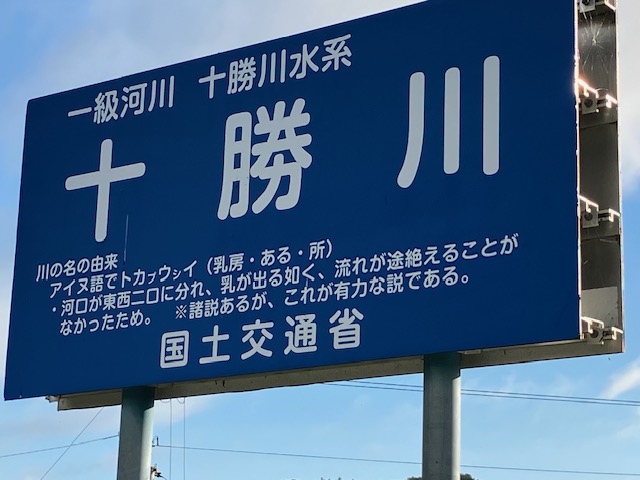 一級河川 十勝川水系
十勝川
川の名の由来
アイヌ語でトカㇷ゚ウㇱイ（乳房・ある・所）
・河口が東西二口に分れ、乳が出る如く、流れが途絶えることが
なかったため。 ※諸説あるが、これが有力な説である。
国土交通省